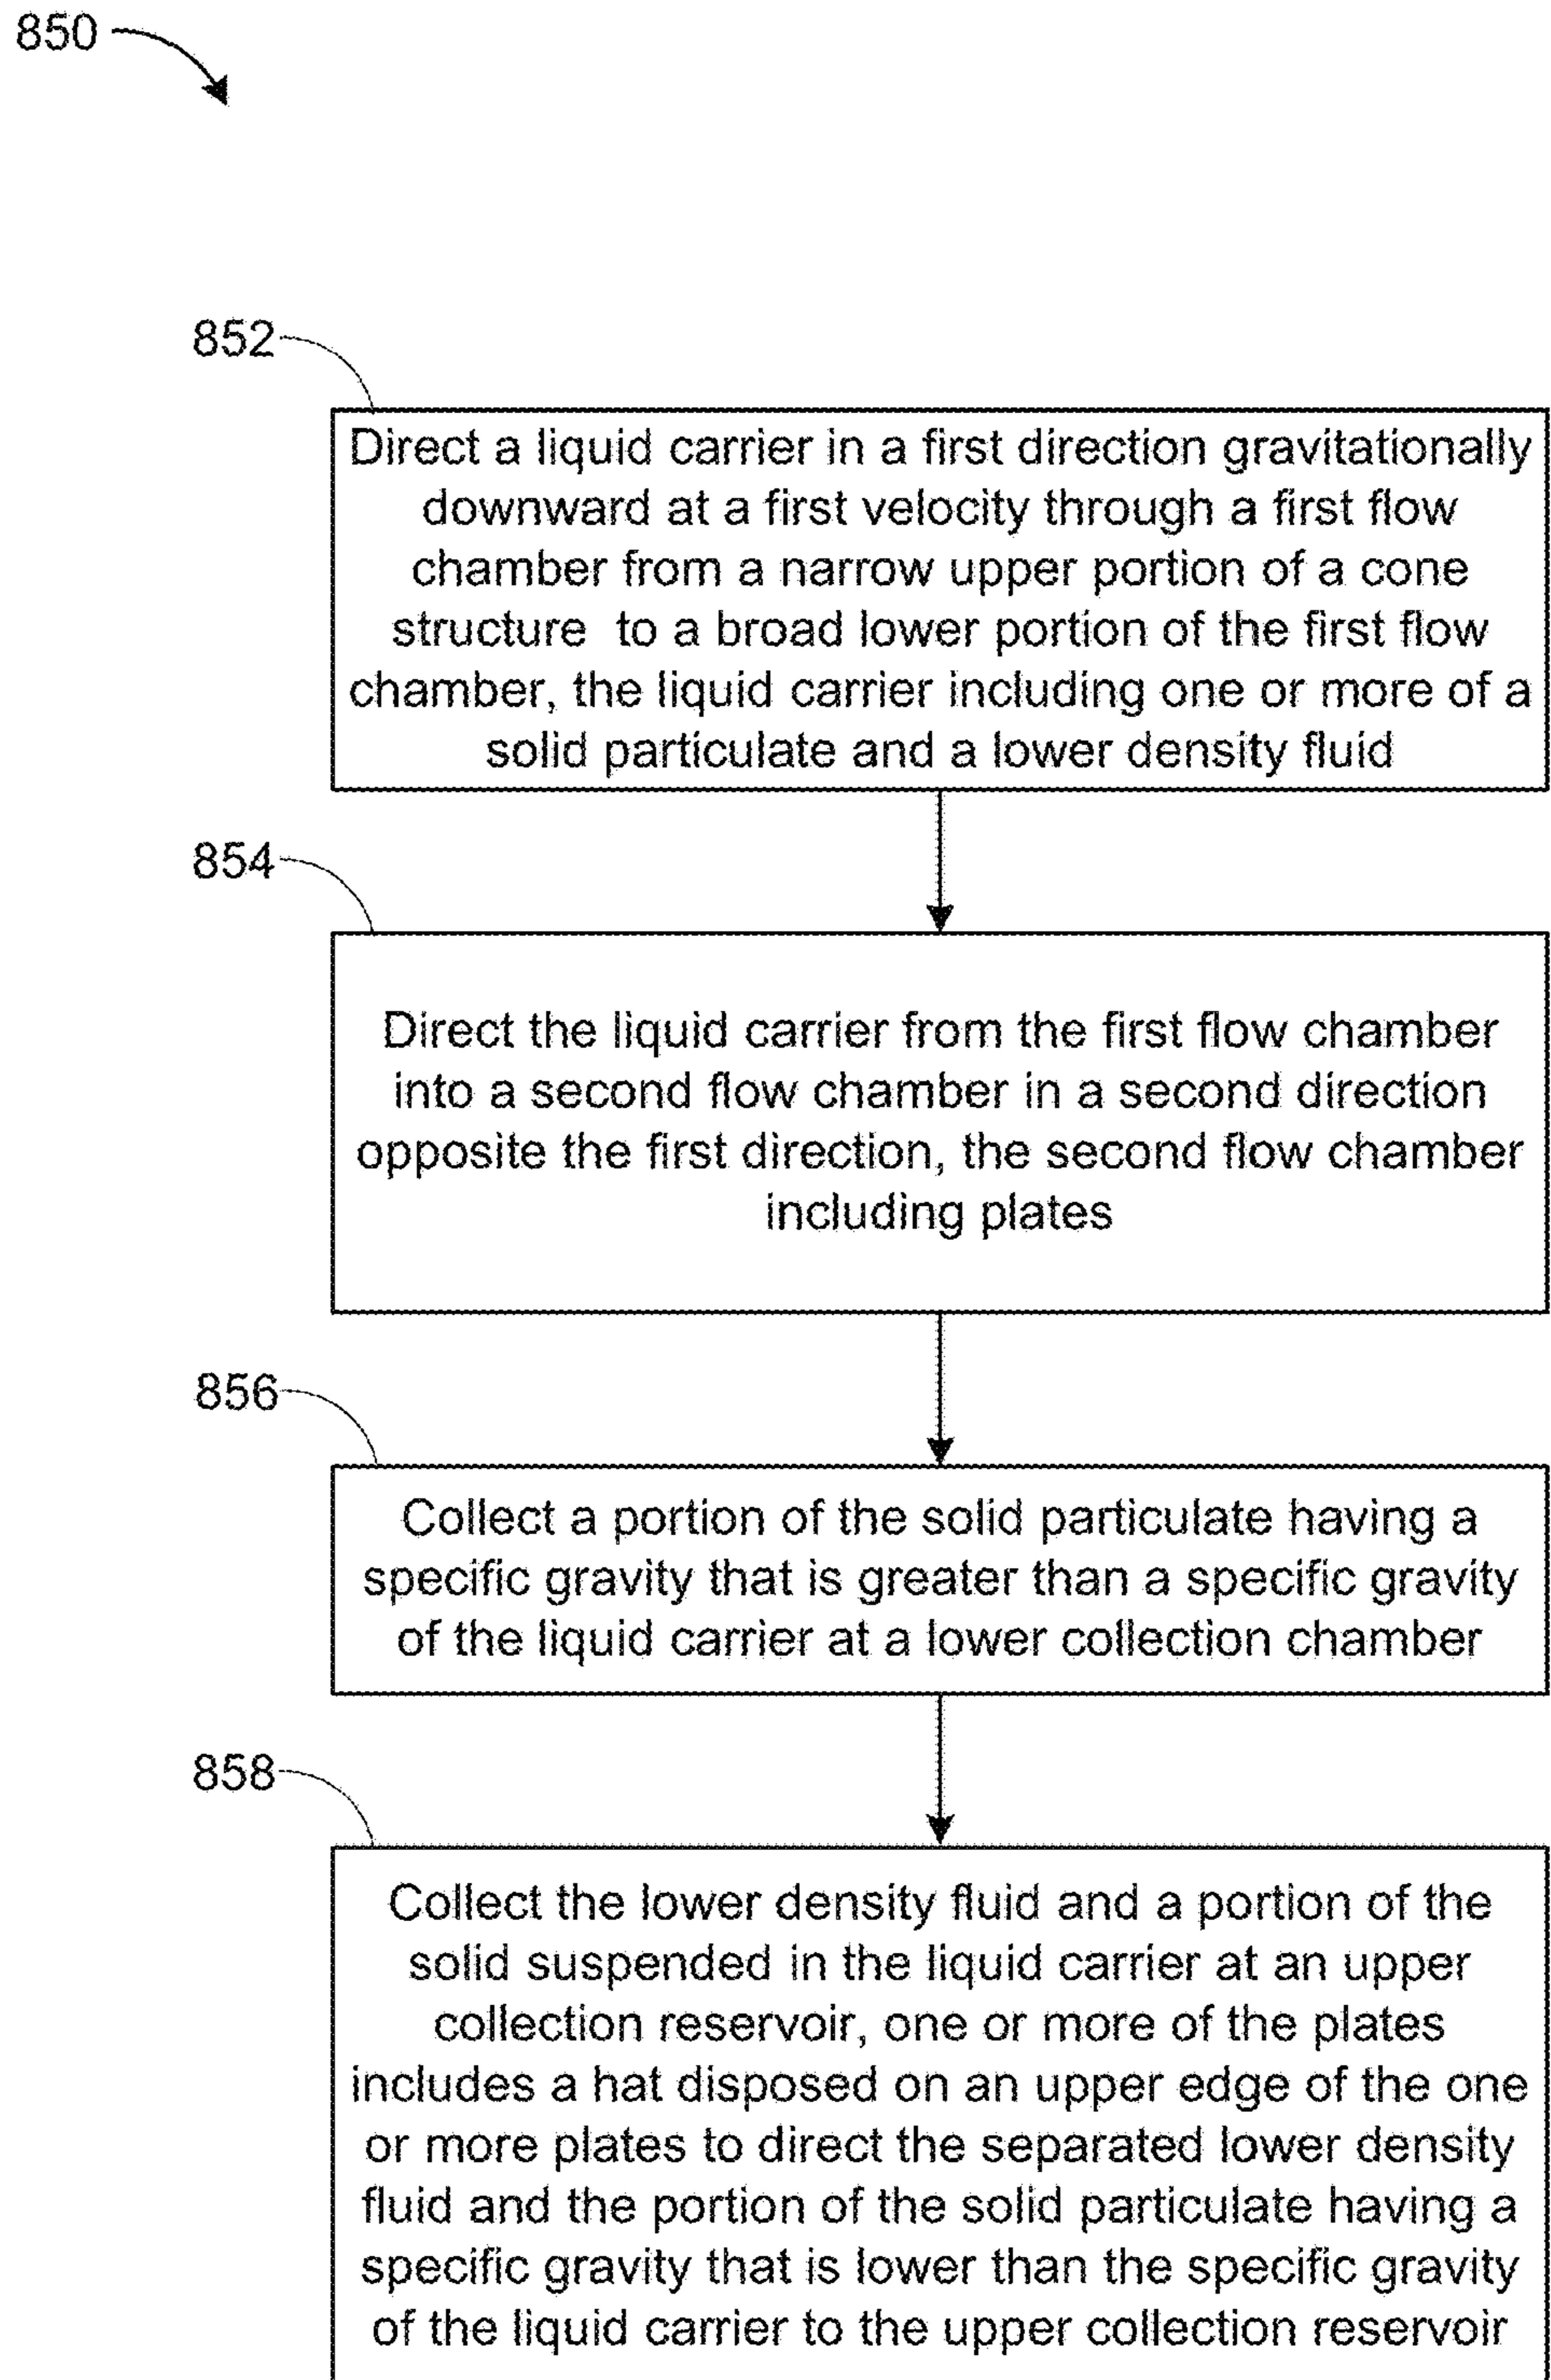 850
852
Direct a liquid carrier in a first direction gravitationally
downward at a first velocity through a first flow
chamber from a narrow upper portion of a cone
structure to a broad lower portion of the first flow
chamber, the liquid carrier including one or more of a
solid particulate and a lower density fluid
854
Direct the liquid carrier from the first flow chamber
into a second flow chamber in a second direction
opposite the first direction, the second flow chamber
including plates
856
Collect a portion of the solid particulate having a
specific gravity that is greater than a specific gravity
of the liquid carrier at a lower collection chamber
858
Collect the lower density fluid and a portion of the
solid suspended in the liquid carrier at an upper
collection reservoir, one or more of the plates
includes a hat disposed on an upper edge of the one
or more plates to direct the separated lower density
fluid and the portion of the solid particulate having a
specific gravity that is lower than the specific gravity
of the liquid carrier to the upper collection reservoir